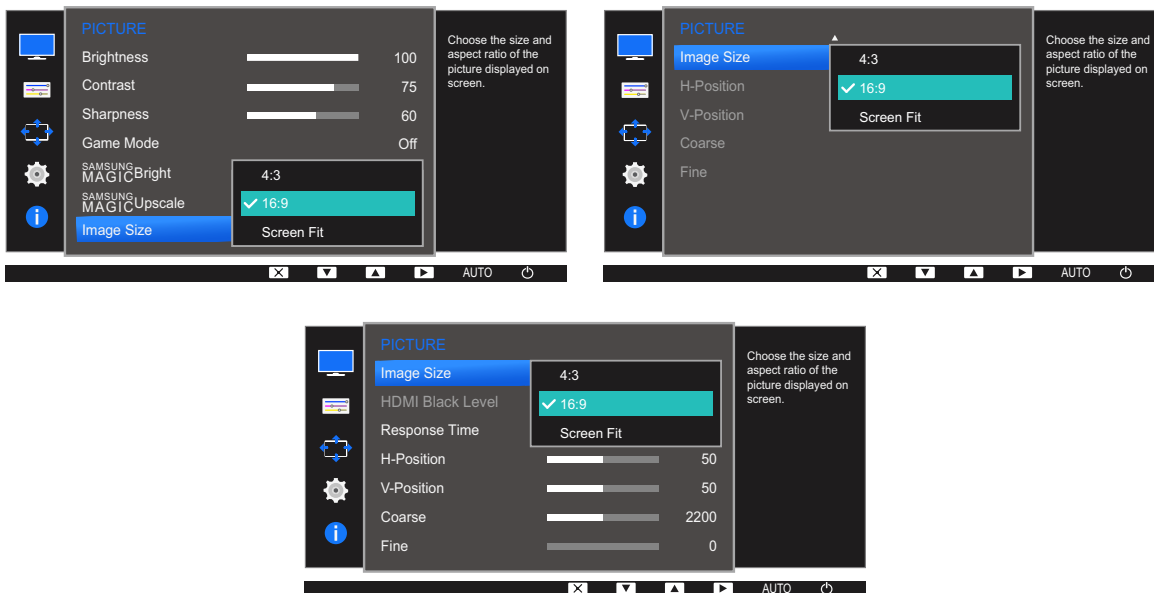 PICTURE
Brightness 100
Contrast 75
Sharpness 60
Game Mode Off
SAMSUNG MAGIC Bright
SAMSUNG MAGIC Upscale
Image Size
4:3
16:9
Screen Fit
Choose the size and
aspect ratio of the
picture displayed on
screen.
AUTO
PICTURE
Image Size
H-Position
V-Position
Coarse
Fine
4:3
16:9
Screen Fit
Choose the size and
aspect ratio of the
picture displayed on
screen.
AUTO
PICTURE
Image Size
HDMI Black Level
Response Time
4:3
16:9
Screen Fit
H-Position 50
V-Position 50
Coarse 2200
Fine 0
Choose the size and
aspect ratio of the
picture displayed on
screen.
AUTO